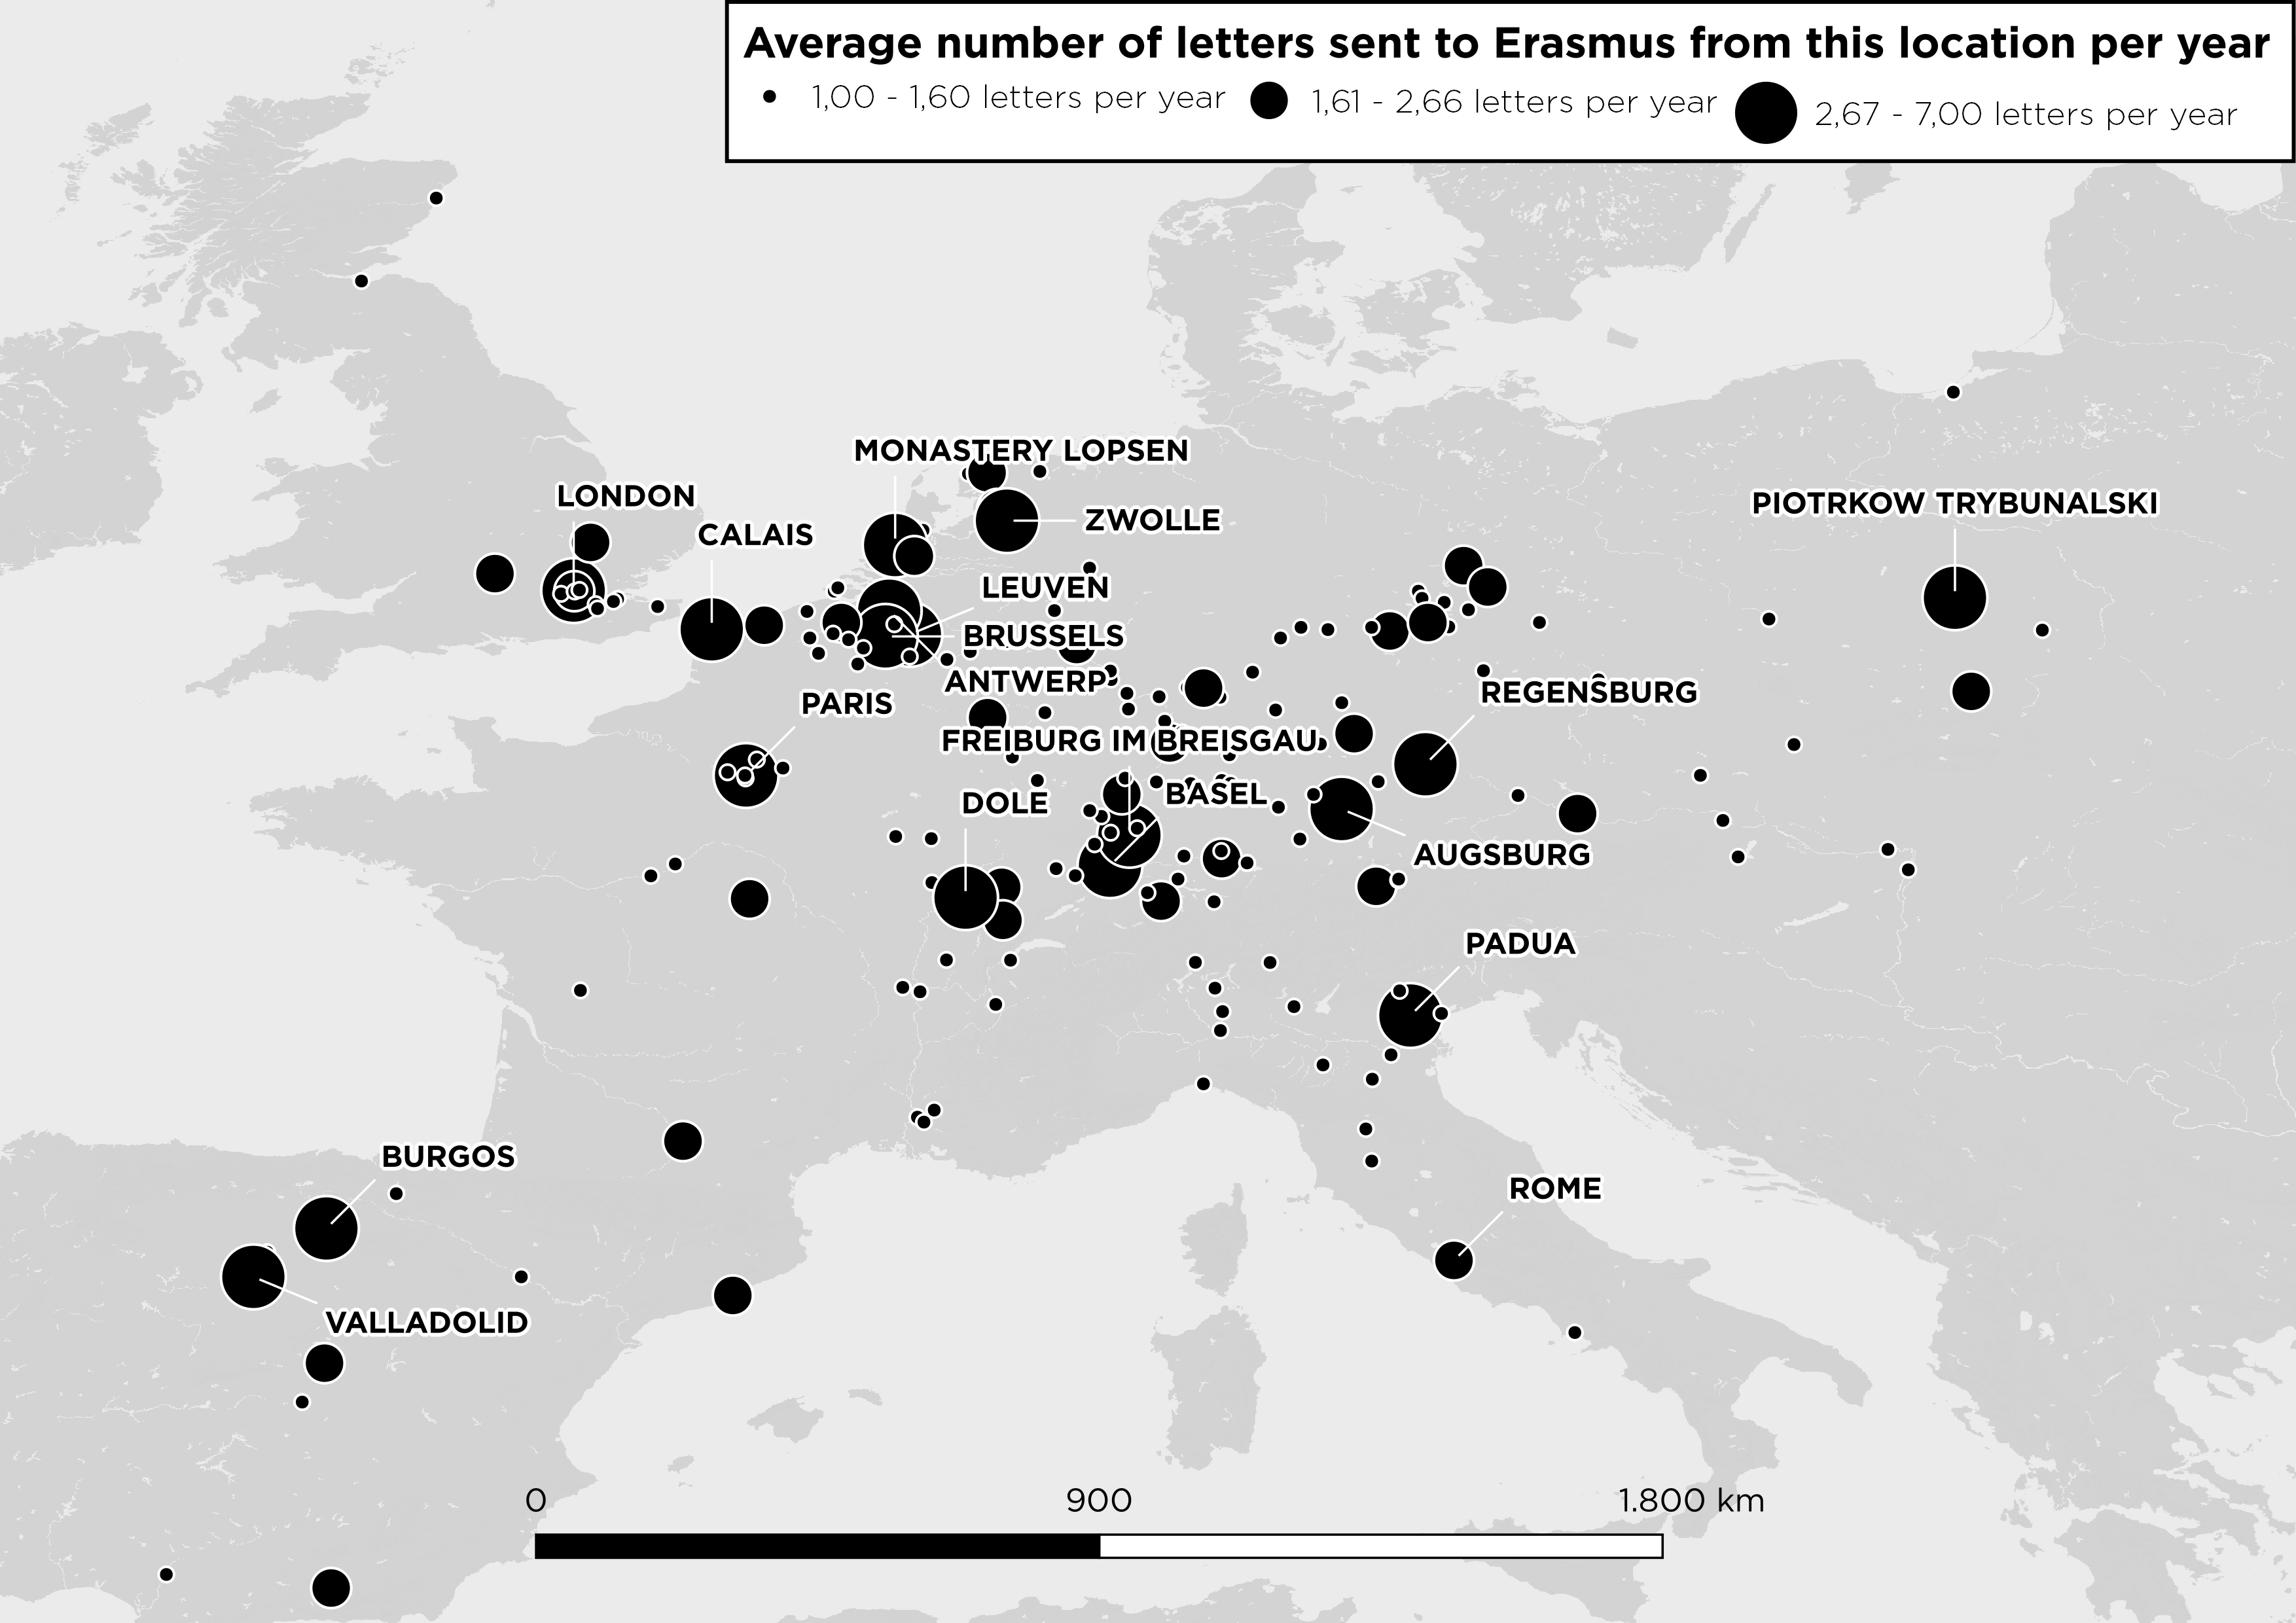 Average number of letters sent to Erasmus from this location per year
1,00 - 1,60 letters per year
1,61 - 2,66 letters per year
2,67 - 7,00 letters per year
MONASTERY LOPSEN
LONDON
PIOTRKOW TRYBUNALSKI
ZWOLLE
CALAIS
LEUVEN
BRUSSELS
ANTWERP
REGENSBURG
PARIS
FREIBURG IM BREISGAU
BASEL
DOLE
AUGSBURG
PADUA
BURGOS
ROME
VALLADOLID
0 900 1.800 km